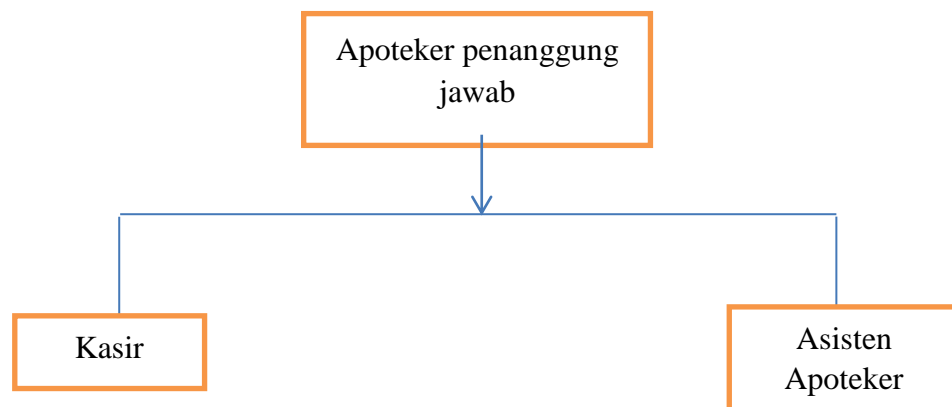 Apoteker penanggung
jawab
Kasir
Asisten
Apoteker